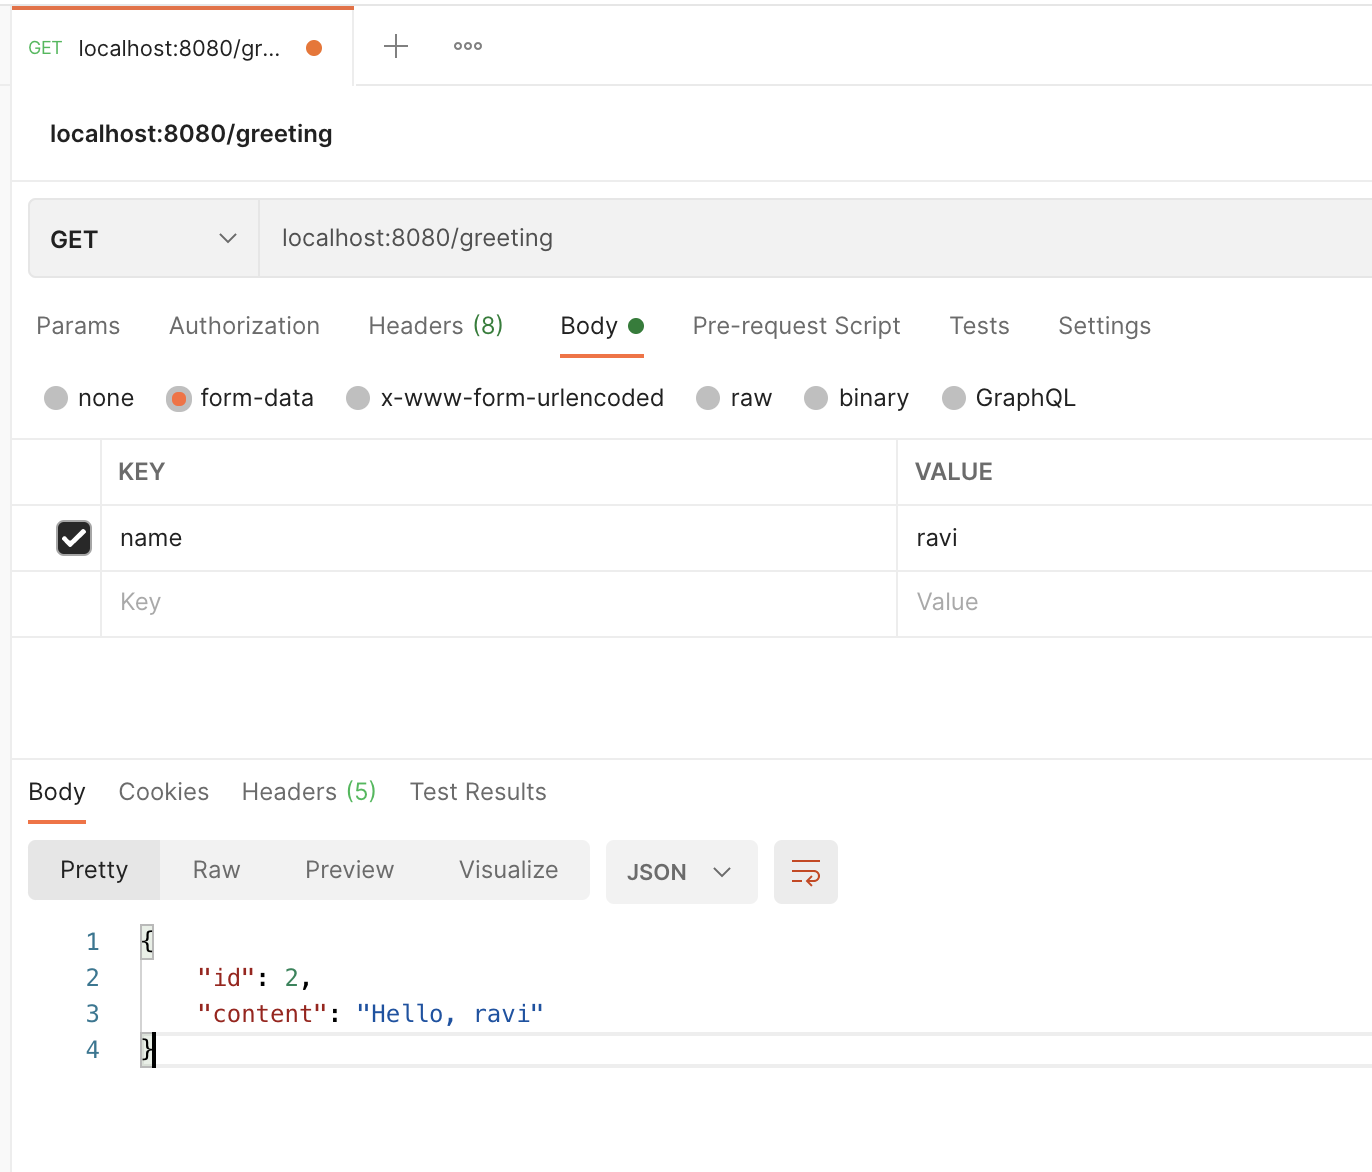 GET localhost:8080/gr...
localhost:8080/greeting
GET localhost:8080/greeting
Params Authorization Headers (8) Body Pre-request Script Tests Settings
none form-data x-www-form-urlencoded raw binary GraphQL
KEY VALUE
name ravi
Key Value
Body Cookies Headers (5) Test Results
Pretty Raw Preview Visualize JSON
1 {
2 "id": 2,
3 "content": "Hello, ravi"
4 }